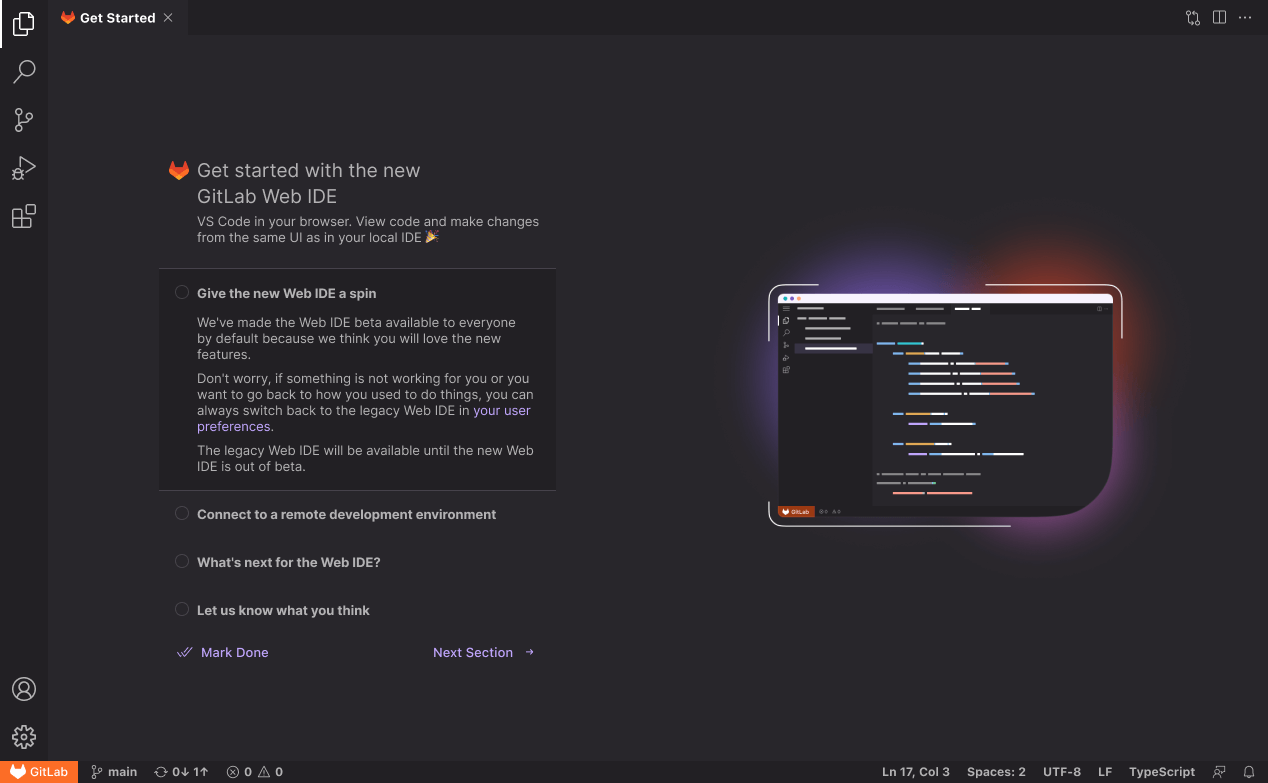 Get Started
Get started with the new
GitLab Web IDE
VS Code in your browser. View code and make changes
from the same UI as in your local IDE 🎉
Give the new Web IDE a spin
We've made the Web IDE beta available to everyone
by default because we think you will love the new
features.
Don't worry, if something is not working for you or you
want to go back to how you used to do things, you can
always switch back to the legacy Web IDE in your user
preferences.
The legacy Web IDE will be available until the new Web
IDE is out of beta.
Connect to a remote development environment
What's next for the Web IDE?
Let us know what you think
Mark Done
Next Section →
GitLab
GitLab
main
0↓ 1↑
0
0
Ln 17, Col 3
Spaces: 2
UTF-8
LF
TypeScript